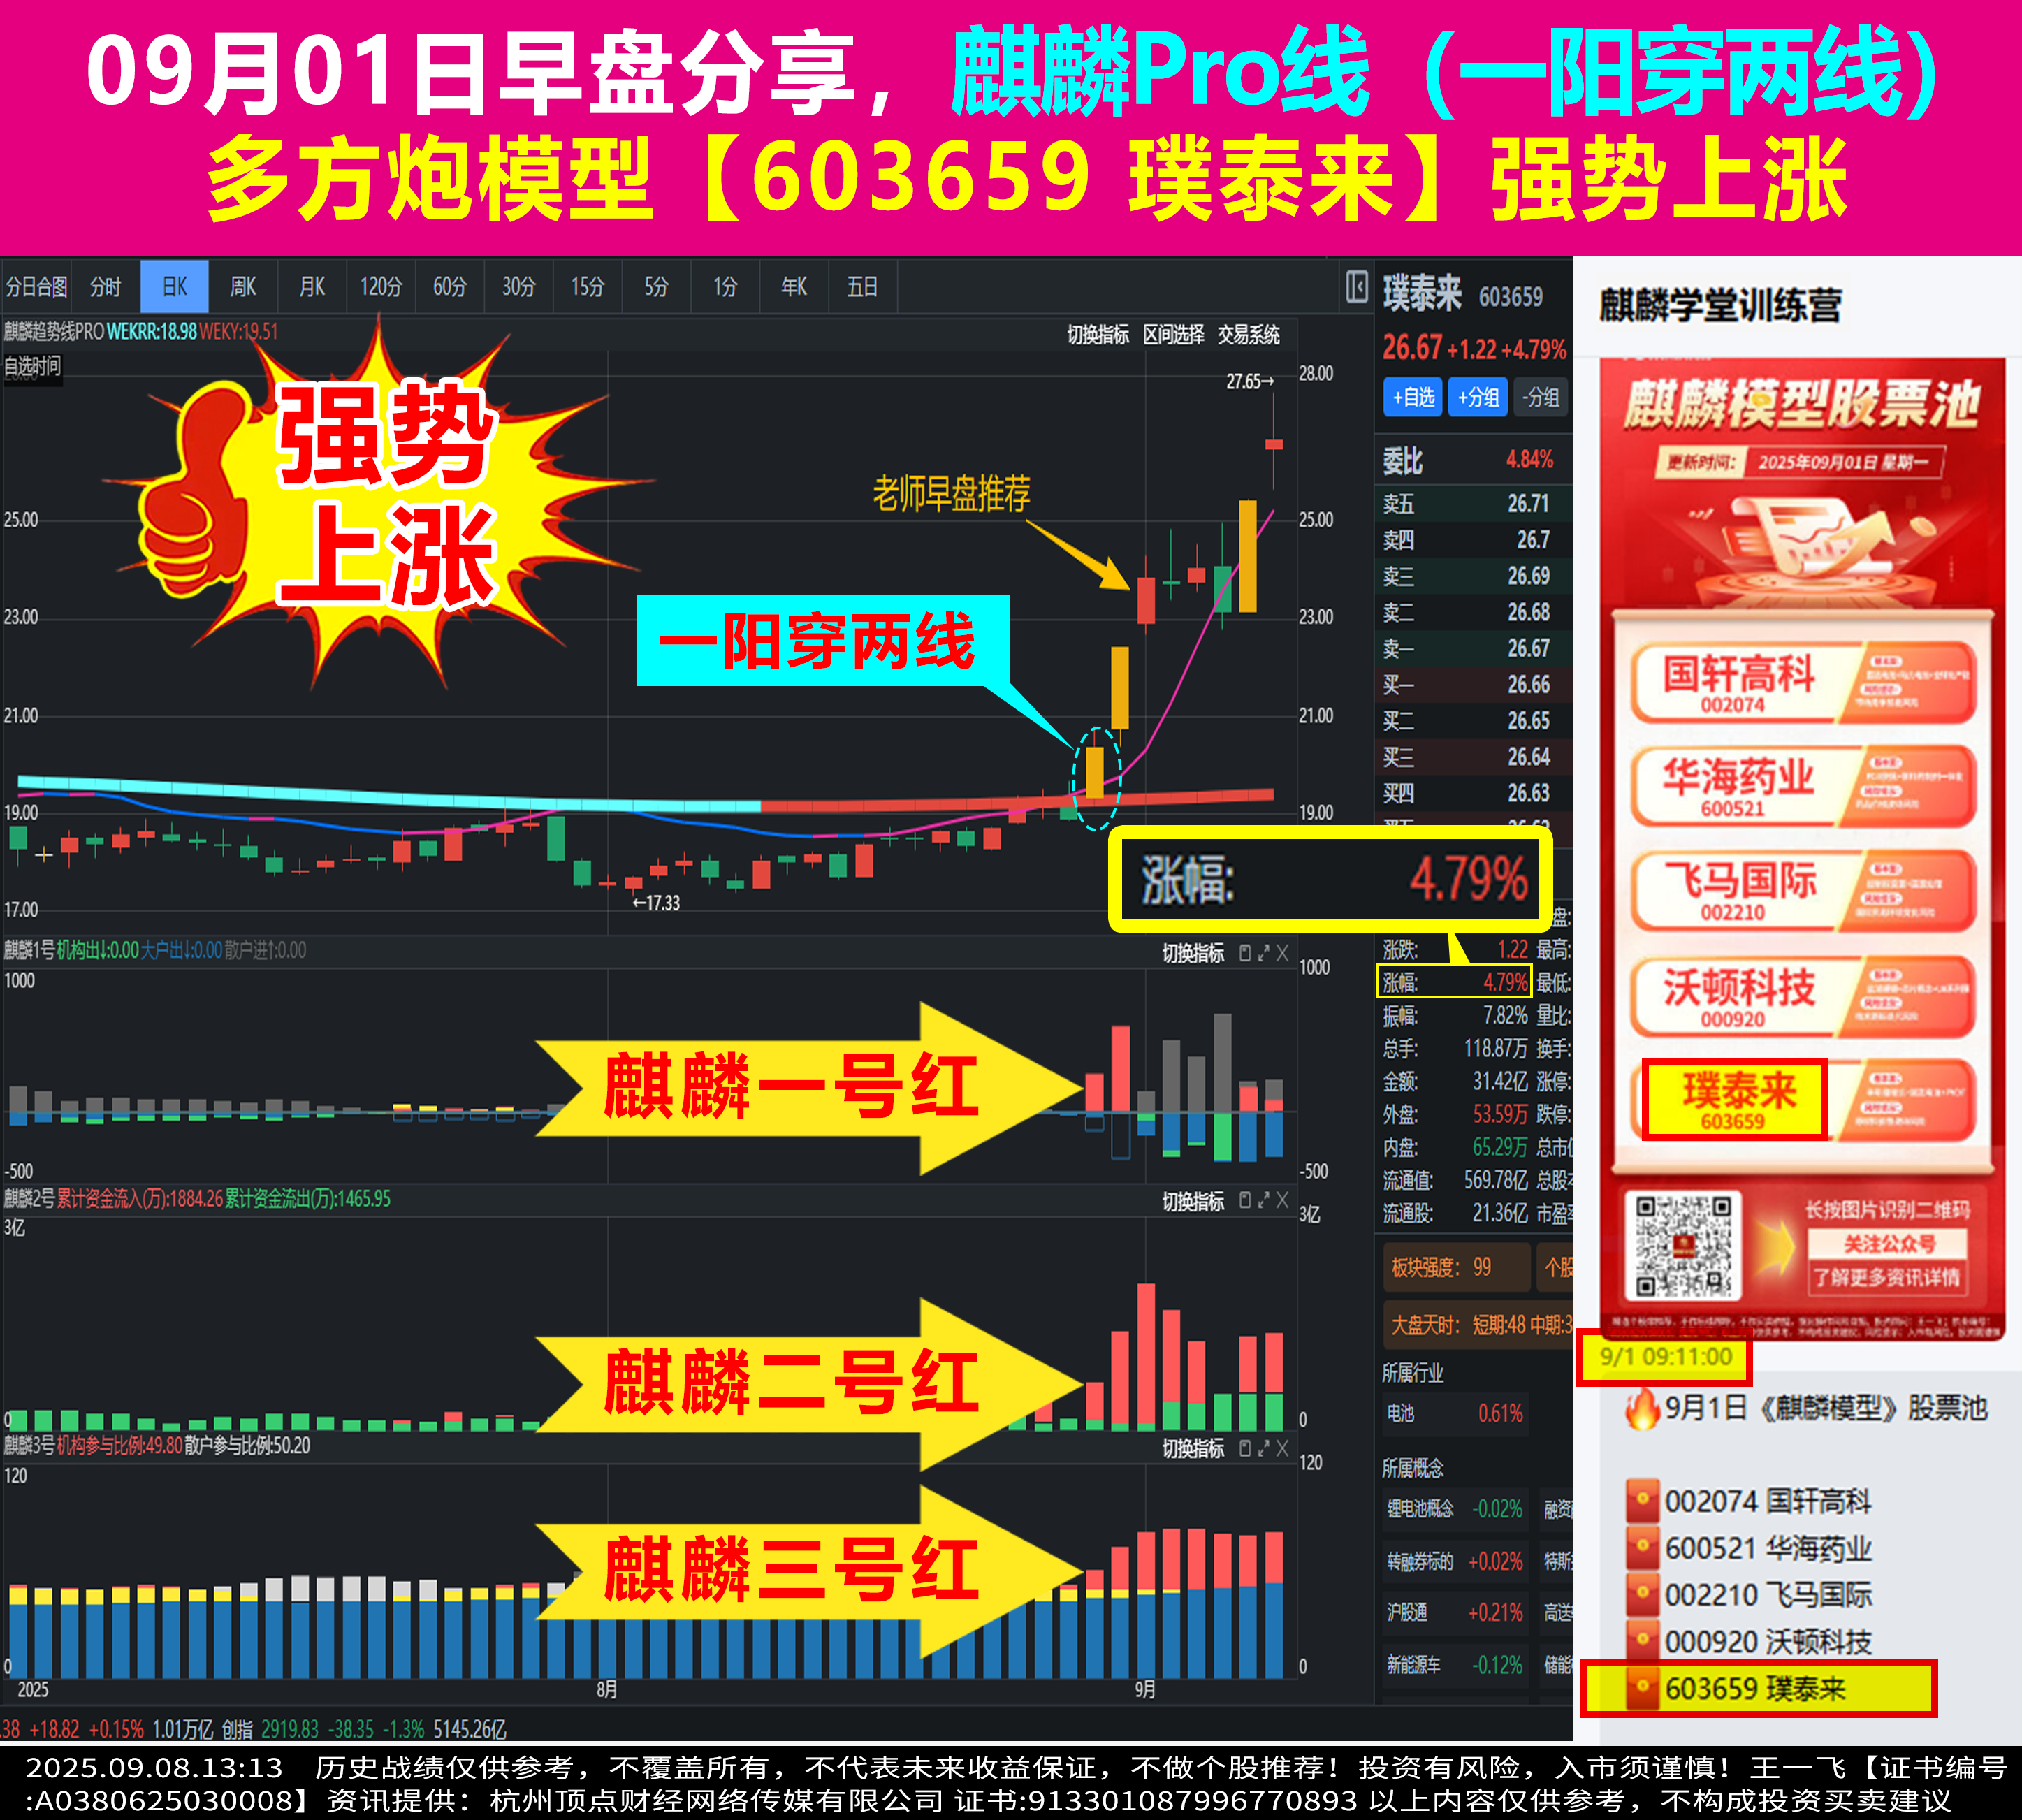 09月01日早盘分享，麒麟Pro线（一阳穿两线）
多方炮模型【603659 璞泰来】强势上涨
分日合图 分时 日K 周K 月K 120分 60分 30分 15分 5分 1分 年K 五日
麒麟趋势线PRO WEKRR:18.98 WEKY:19.51
切换指标 区间选择 交易系统
自选时间
27.65→
28.00
强势
上涨
老师早盘推荐
25.00 25.00
23.00 23.00
一阳穿两线
21.00 21.00
19.00 19.00
←17.33
17.00
麒麟1号 机构出↓:0.00 大户出↓:0.00 散户进↑:0.00
切换指标
1000 1000
麒麟一号红
-500 -500
麒麟2号 累计资金流入(万):1884.26 累计资金流出(万):1465.95
切换指标
3亿 3亿
麒麟二号红
0 0
麒麟3号 机构参与比例:49.80 散户参与比例:50.20
切换指标
120 120
麒麟三号红
0 0
2025 8月 9月
.38 +18.82 +0.15% 1.01万亿 创指 2919.83 -38.35 -1.3% 5145.26亿
璞泰来 603659
26.67 +1.22 +4.79%
+自选 +分组 -分组
委比 4.84%
卖五 26.71
卖四 26.7
卖三 26.69
卖二 26.68
卖一 26.67
买一 26.66
买二 26.65
买三 26.64
买四 26.63
涨幅: 4.79%
盘:
涨跌: 1.22 最高:
涨幅: 4.79% 最低:
振幅: 7.82% 量比:
总手: 118.87万 换手:
金额: 31.42亿 涨停:
外盘: 53.59万 跌停:
内盘: 65.29万 总市
流通值: 569.78亿 总股
流通股: 21.36亿 市盈
板块强度: 99 个股
大盘天时: 短期:48 中期:3
所属行业
电池 0.61%
所属概念
锂电池概念 -0.02% 融资
转融券标的 +0.02% 特斯
沪股通 +0.21% 高送
新能源车 -0.12% 储能
麒麟学堂训练营
麒麟模型股票池
更新时间: 2025年09月01日 星期一
国轩高科
002074
华海药业
600521
飞马国际
002210
沃顿科技
000920
璞泰来
603659
长按图片识别二维码
关注公众号
了解更多资讯详情
9/1 09:11:00
9月1日《麒麟模型》股票池
002074 国轩高科
600521 华海药业
002210 飞马国际
000920 沃顿科技
603659 璞泰来
2025.09.08.13:13 历史战绩仅供参考，不覆盖所有，不代表未来收益保证，不做个股推荐！投资有风险，入市须谨慎！王一飞【证书编号
:A0380625030008】资讯提供：杭州顶点财经网络传媒有限公司 证书:913301087996770893 以上内容仅供参考，不构成投资买卖建议